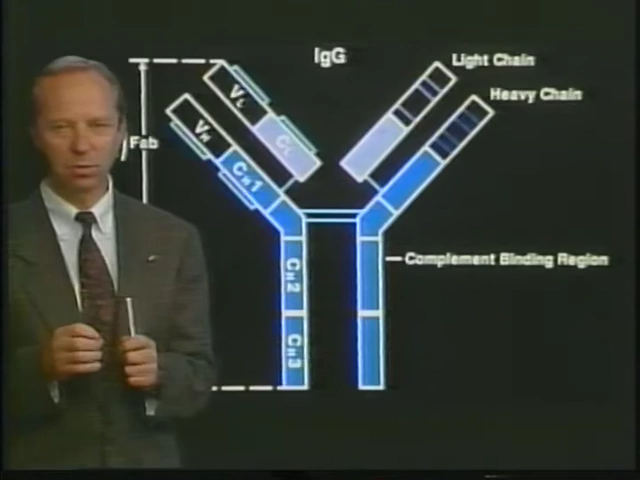 IgG
Light Chain
Heavy Chain
Fab
VL
CL
VH
CH1
Complement Binding Region
CH2
CH3